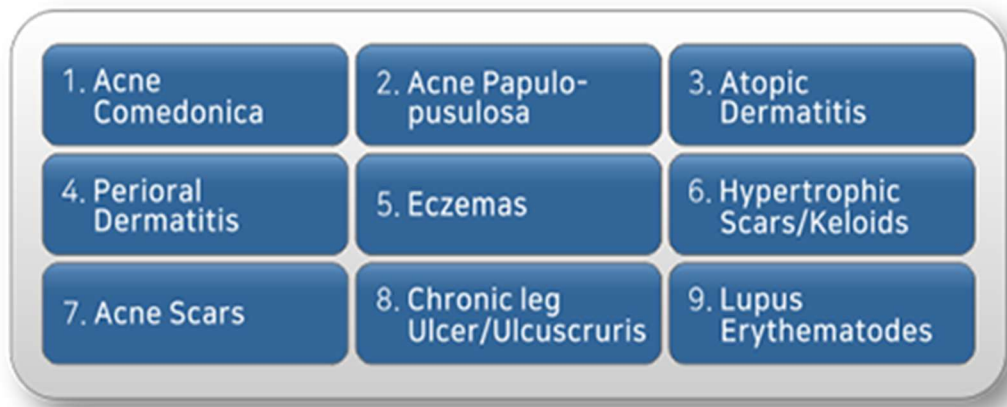 1. Acne
Comedonica
2. Acne Papulo-
pusulosa
3. Atopic
Dermatitis
4. Perioral
Dermatitis
5. Eczemas
6. Hypertrophic
Scars/Keloids
7. Acne Scars
8. Chronic leg
Ulcer/Ulcuscruris
9. Lupus
Erythematodes